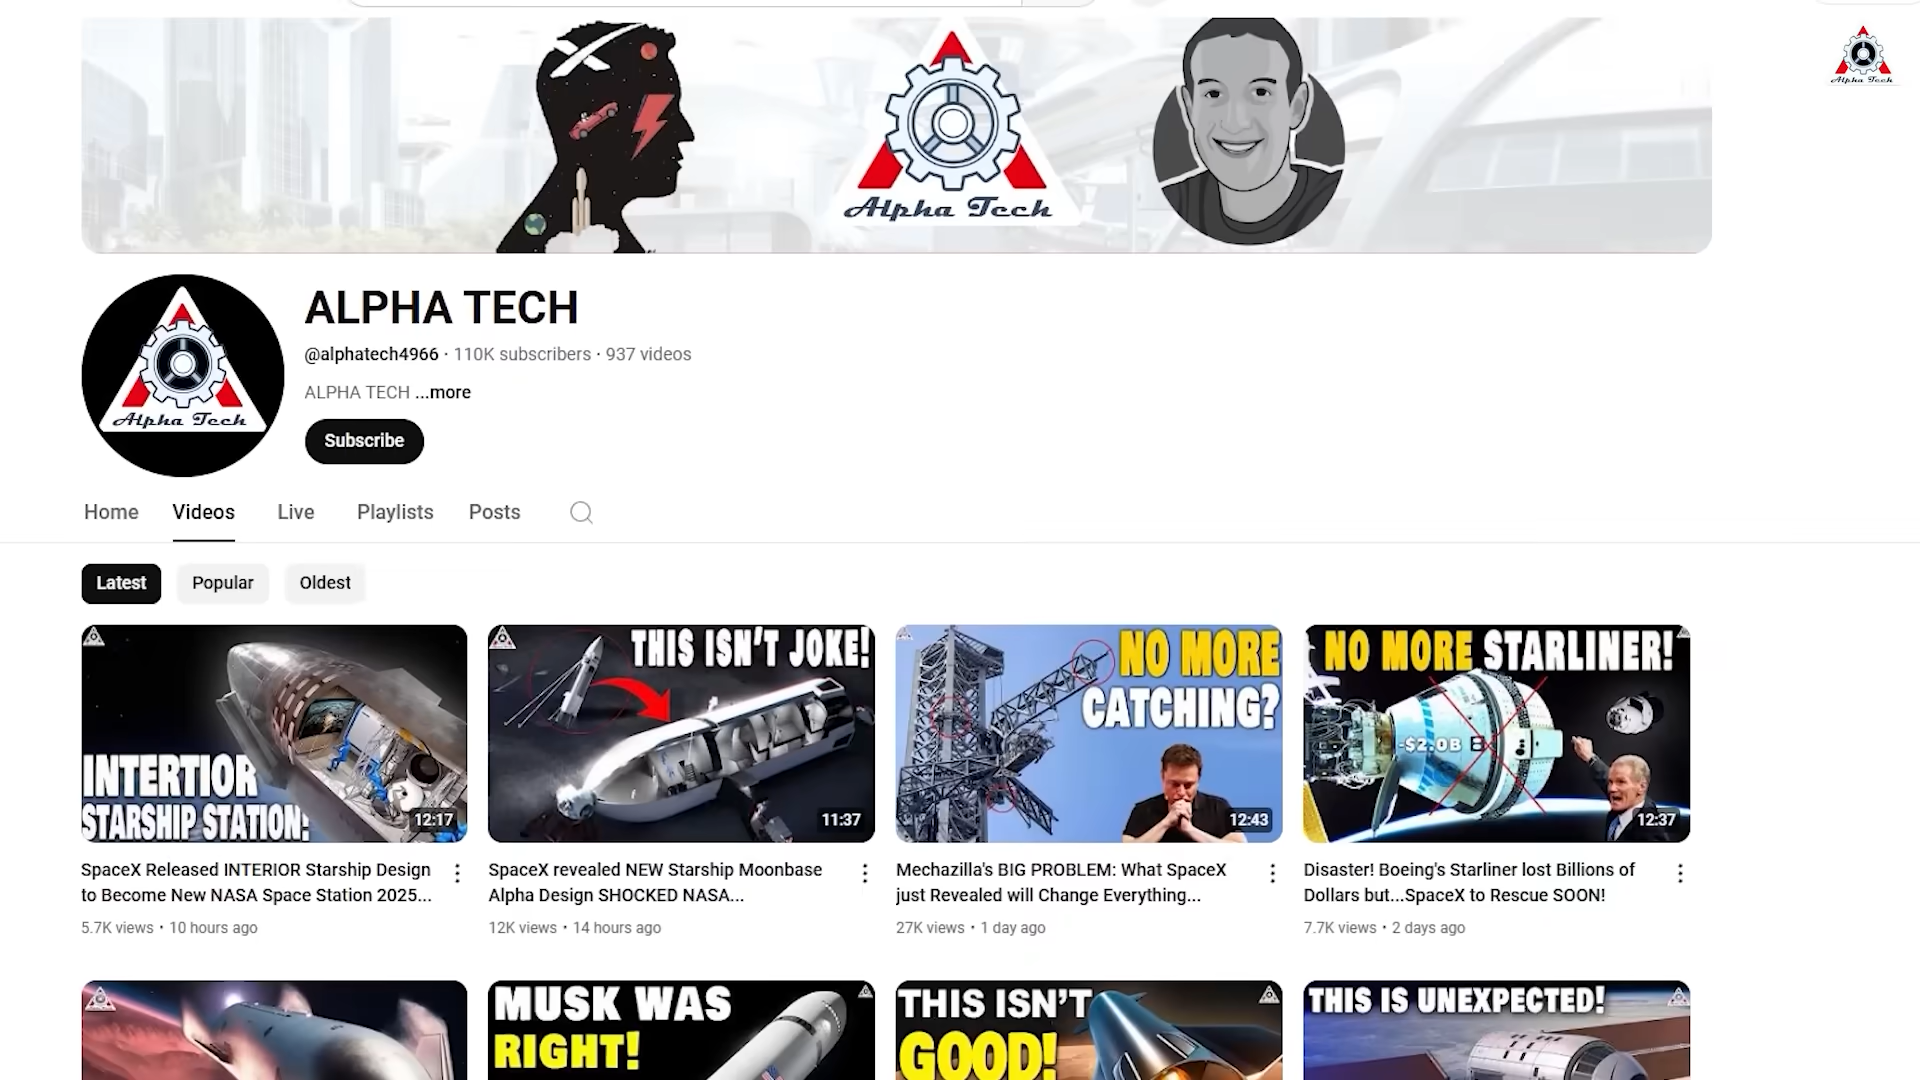 Alpha Tech
Alpha Tech
Alpha Tech
ALPHA TECH
@alphatech4966 · 110K subscribers · 937 videos
ALPHA TECH ...more
Subscribe
Home Videos Live Playlists Posts
Latest Popular Oldest
INTERTIOR
STARSHIP STATION:
12:17
THIS ISN'T JOKE!
11:37
NO MORE
CATCHING?
12:43
NO MORE STARLINER!
-$2.0B
12:37
SpaceX Released INTERIOR Starship Design
to Become New NASA Space Station 2025...
5.7K views • 10 hours ago
SpaceX revealed NEW Starship Moonbase
Alpha Design SHOCKED NASA...
12K views • 14 hours ago
Mechazilla's BIG PROBLEM: What SpaceX
just Revealed will Change Everything...
27K views • 1 day ago
Disaster! Boeing's Starliner lost Billions of
Dollars but...SpaceX to Rescue SOON!
7.7K views • 2 days ago
MUSK WAS
RIGHT!
THIS ISN'T
GOOD!
THIS IS UNEXPECTED!